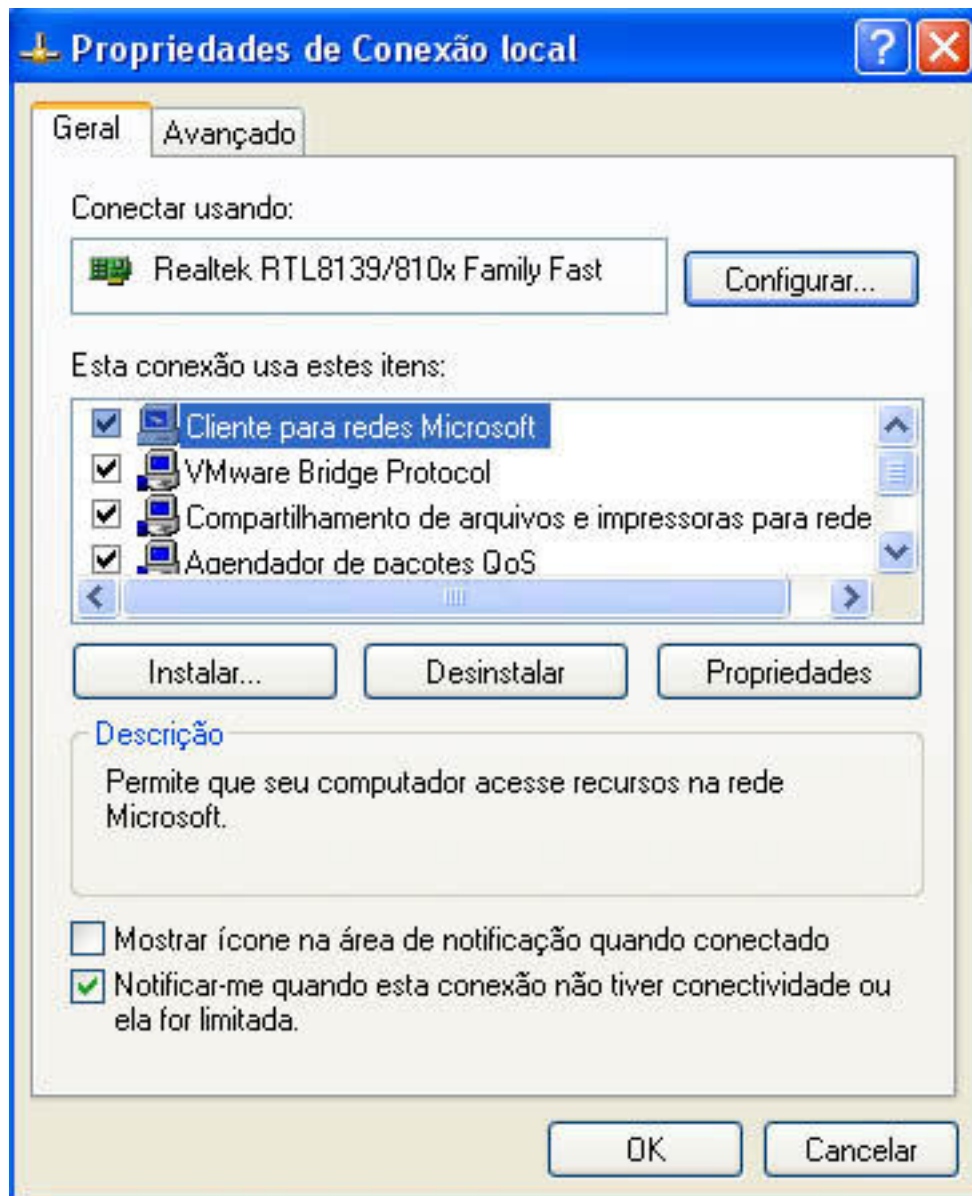 Propriedades de Conexão local
Geral
Avançado
Conectar usando:
Realtek RTL8139/810x Family Fast
Configurar...
Esta conexão usa estes itens:
Cliente para redes Microsoft
VMware Bridge Protocol
Compartilhamento de arquivos e impressoras para rede
Agendador de pacotes QoS
Instalar...
Desinstalar
Propriedades
Descrição
Permite que seu computador acesse recursos na rede
Microsoft.
Mostrar ícone na área de notificação quando conectado
Notificar-me quando esta conexão não tiver conectividade ou
ela for limitada.
OK
Cancelar